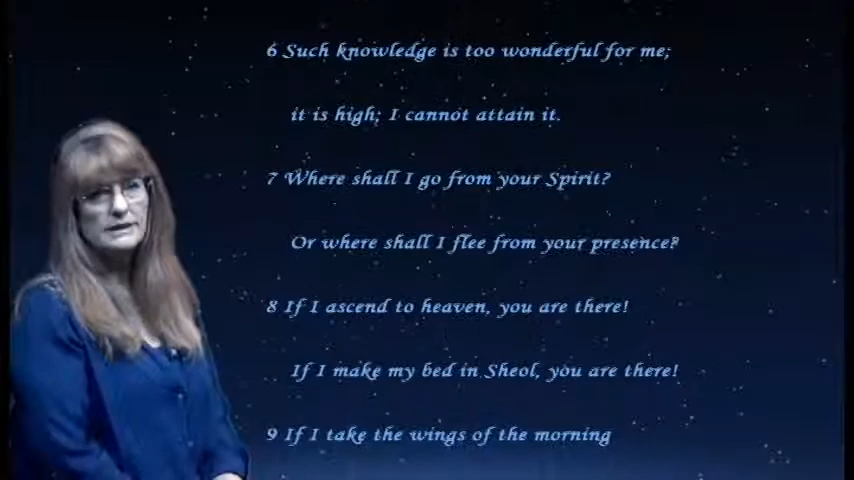 6 Such knowledge is too wonderful for me;
it is high; I cannot attain it.
7 Where shall I go from your Spirit?
Or where shall I flee from your presence?
8 If I ascend to heaven, you are there!
If I make my bed in Sheol, you are there!
9 If I take the wings of the morning